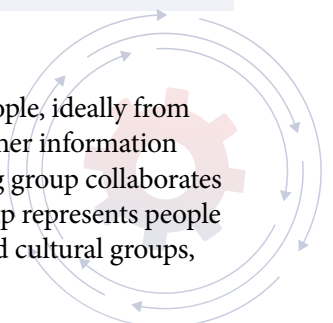 ople, ideally from
her information
g group collaborates
p represents people
d cultural groups,